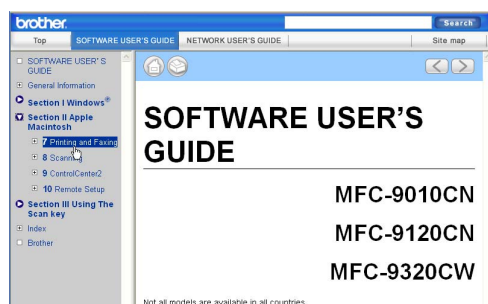 brother.
Search
Top
SOFTWARE USER'S GUIDE
NETWORK USER'S GUIDE
Site map
SOFTWARE USER' S
GUIDE
General Information
Section I Windows®
Section II Apple
Macintosh
7 Printing and Faxing
8 Scanning
9 ControlCenter2
10 Remote Setup
Section III Using The
Scan key
Index
Brother
SOFTWARE USER'S
GUIDE
MFC-9010CN
MFC-9120CN
MFC-9320CW
Not all models are available in all countries.